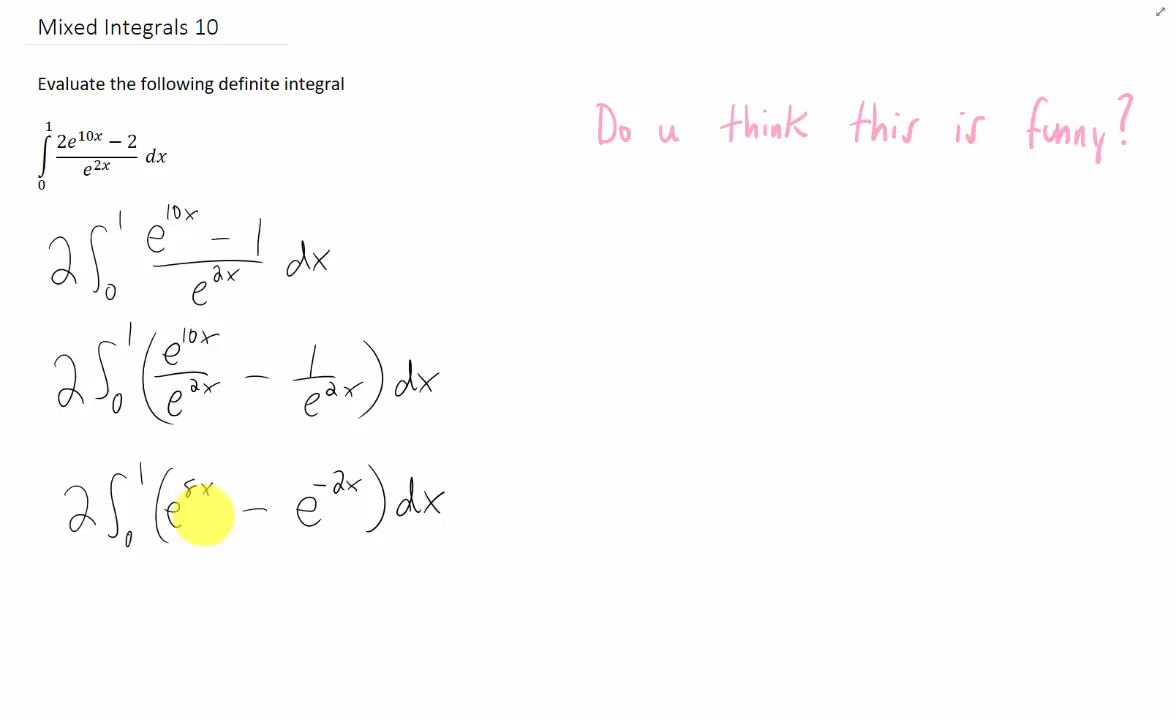 Mixed Integrals 10
Evaluate the following definite integral
Do u think this is funny?
∫₀¹ (2e^{10x} − 2)/e^{2x} dx
2∫₀¹ (e^{10x} − 1)/e^{2x} dx
2∫₀¹ (e^{10x}/e^{2x} − 1/e^{2x}) dx
2∫₀¹ (e^{8x} − e^{-2x}) dx